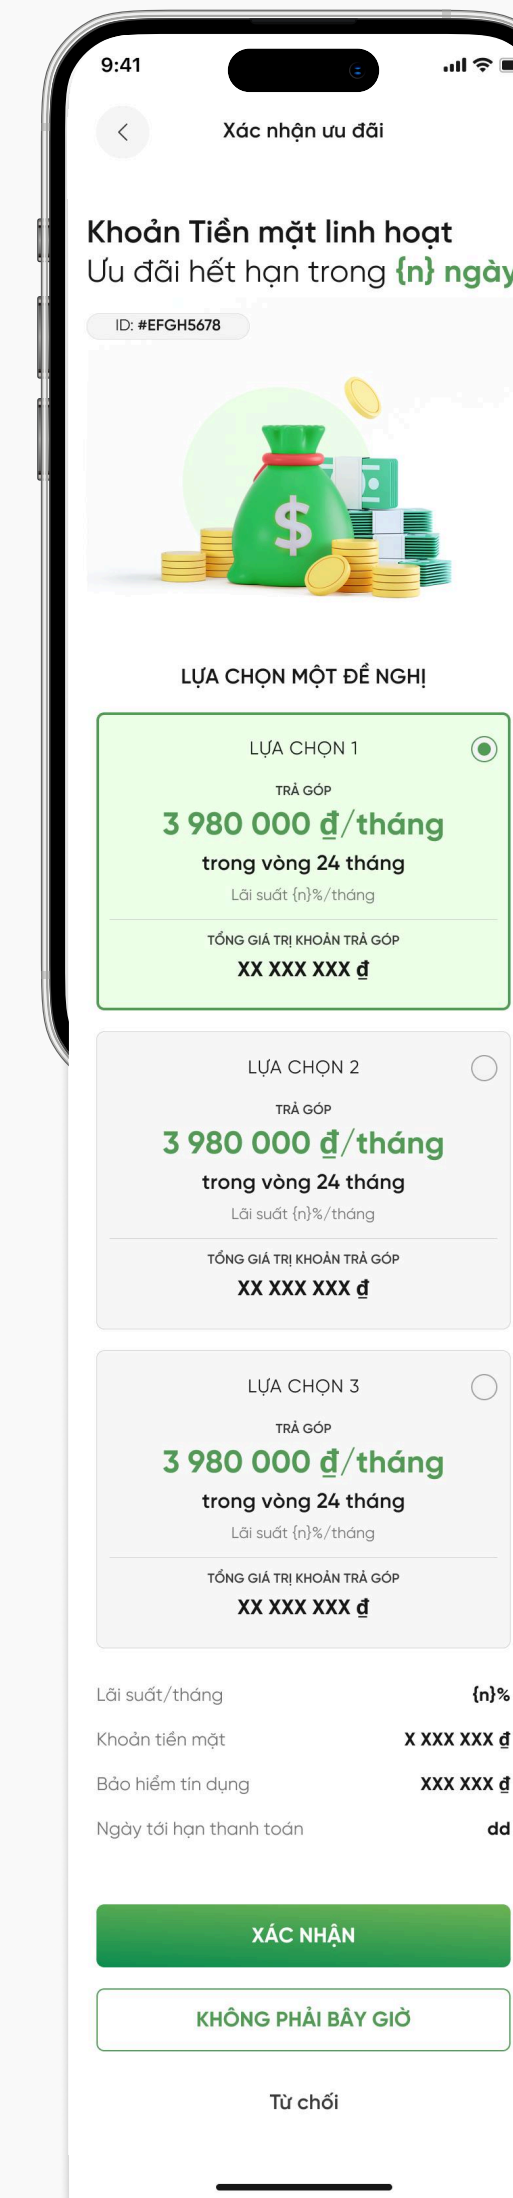 9:41
Xác nhận ưu đãi
Khoản Tiền mặt linh hoạt
Ưu đãi hết hạn trong {n} ngày
ID: #EFGH5678
$
LỰA CHỌN MỘT ĐỀ NGHỊ
LỰA CHỌN 1
TRẢ GÓP
3 980 000 ₫/tháng
trong vòng 24 tháng
Lãi suất {n}%/tháng
TỔNG GIÁ TRỊ KHOẢN TRẢ GÓP
XX XXX XXX ₫
LỰA CHỌN 2
TRẢ GÓP
3 980 000 ₫/tháng
trong vòng 24 tháng
Lãi suất {n}%/tháng
TỔNG GIÁ TRỊ KHOẢN TRẢ GÓP
XX XXX XXX ₫
LỰA CHỌN 3
TRẢ GÓP
3 980 000 ₫/tháng
trong vòng 24 tháng
Lãi suất {n}%/tháng
TỔNG GIÁ TRỊ KHOẢN TRẢ GÓP
XX XXX XXX ₫
Lãi suất/tháng {n}%
Khoản tiền mặt X XXX XXX ₫
Bảo hiểm tín dụng XXX XXX ₫
Ngày tới hạn thanh toán dd
XÁC NHẬN
KHÔNG PHẢI BÂY GIỜ
Từ chối